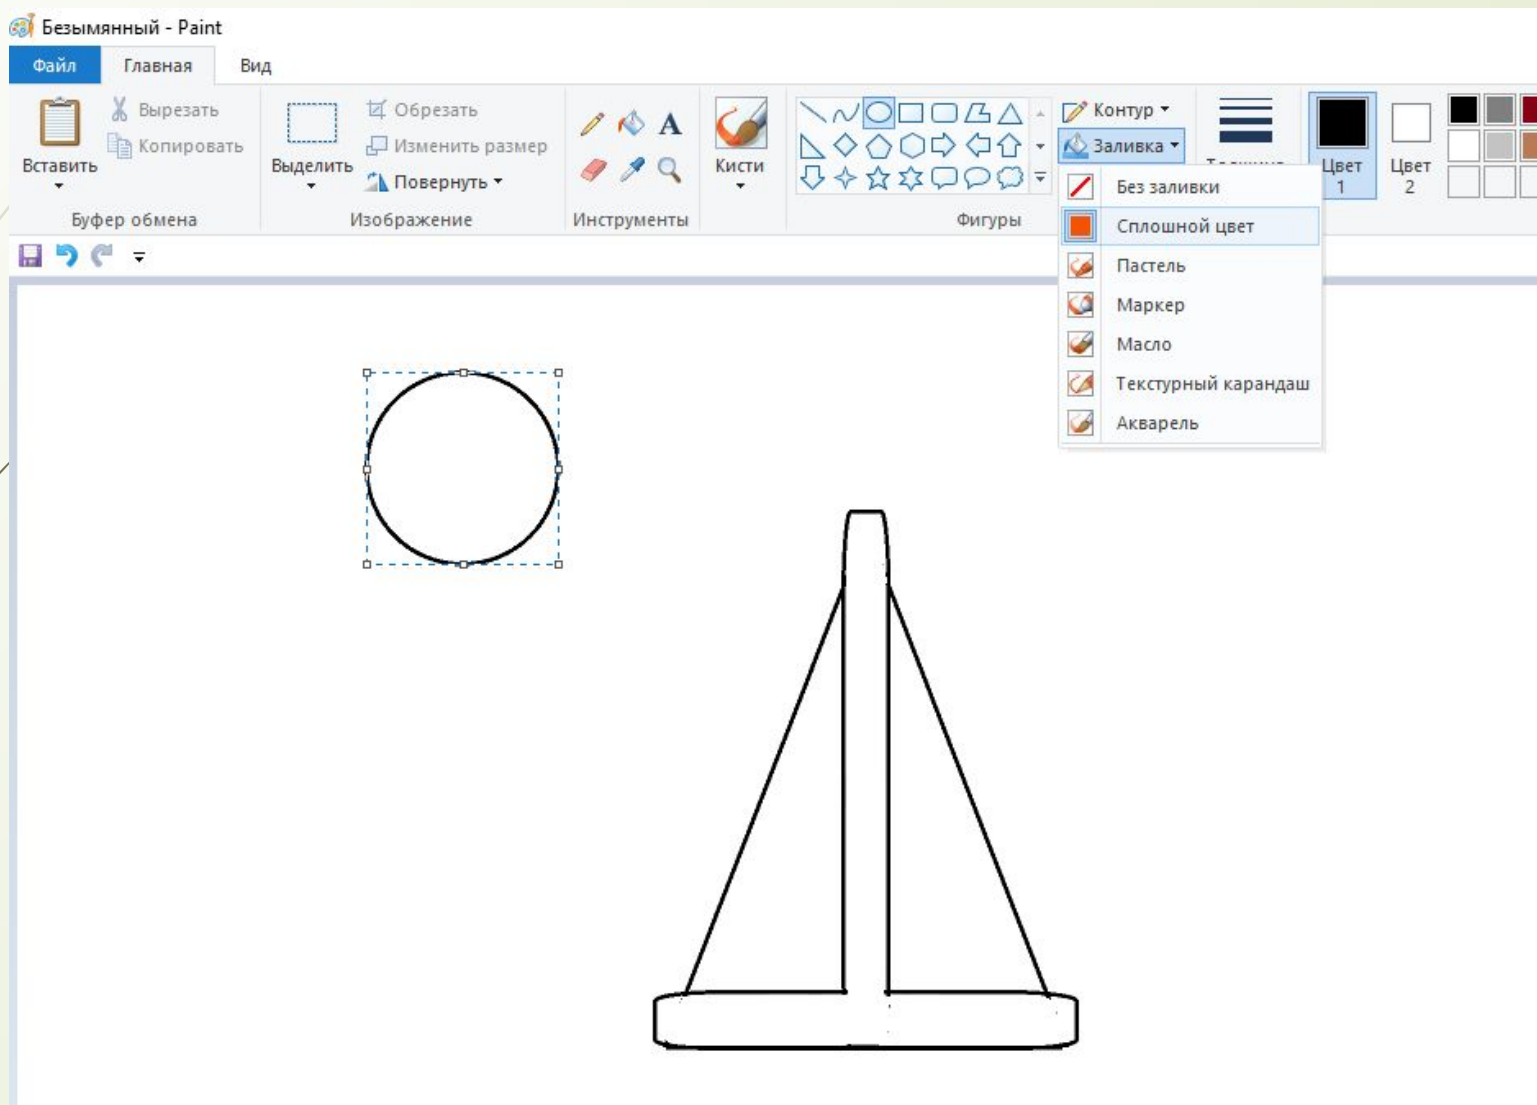 Безымянный - Paint
Файл Главная Вид
Вставить
Вырезать
Копировать
Буфер обмена
Выделить
Обрезать
Изменить размер
Повернуть
Изображение
A
Инструменты
Кисти
Фигуры
Контур
Заливка
Цвет
1
Цвет
2
Без заливки
Сплошной цвет
Пастель
Маркер
Масло
Текстурный карандаш
Акварель